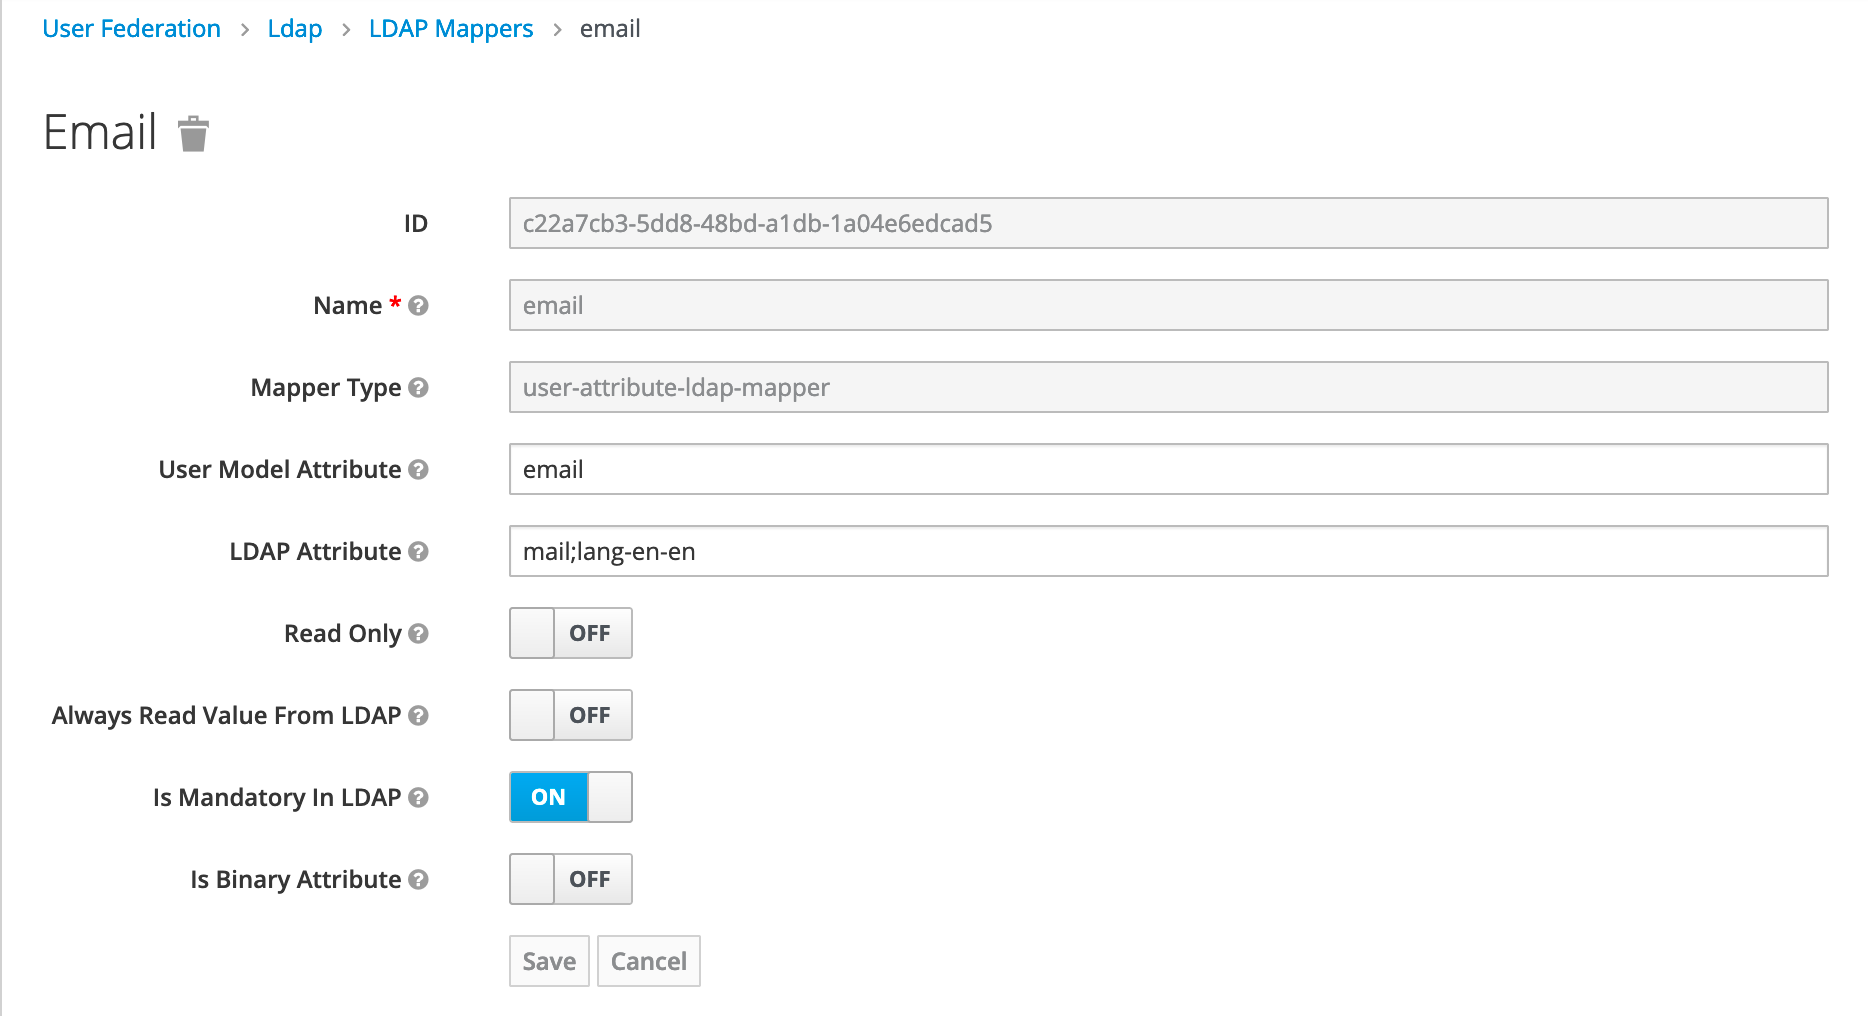 User Federation > Ldap > LDAP Mappers > email
Email
ID c22a7cb3-5dd8-48bd-a1db-1a04e6edcad5
Name * email
Mapper Type user-attribute-ldap-mapper
User Model Attribute email
LDAP Attribute mail;lang-en-en
Read Only OFF
Always Read Value From LDAP OFF
Is Mandatory In LDAP ON
Is Binary Attribute OFF
Save Cancel